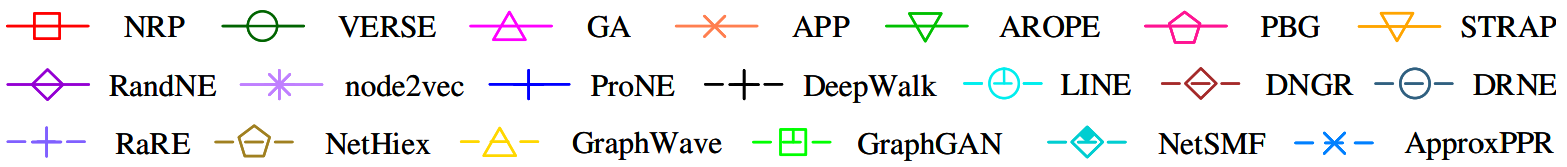 NRP VERSE GA APP AROPE PBG STRAP
RandNE node2vec ProNE DeepWalk LINE DNGR DRNE
RaRE NetHiex GraphWave GraphGAN NetSMF ApproxPPR